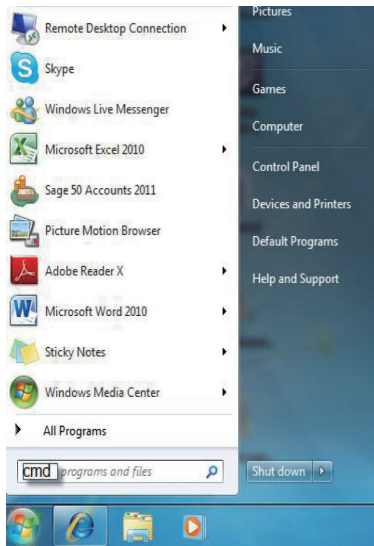 Remote Desktop Connection
Skype
Windows Live Messenger
Microsoft Excel 2010
Sage 50 Accounts 2011
Picture Motion Browser
Adobe Reader X
Microsoft Word 2010
Sticky Notes
Windows Media Center
All Programs
cmd programs and files
Pictures
Music
Games
Computer
Control Panel
Devices and Printers
Default Programs
Help and Support
Shut down